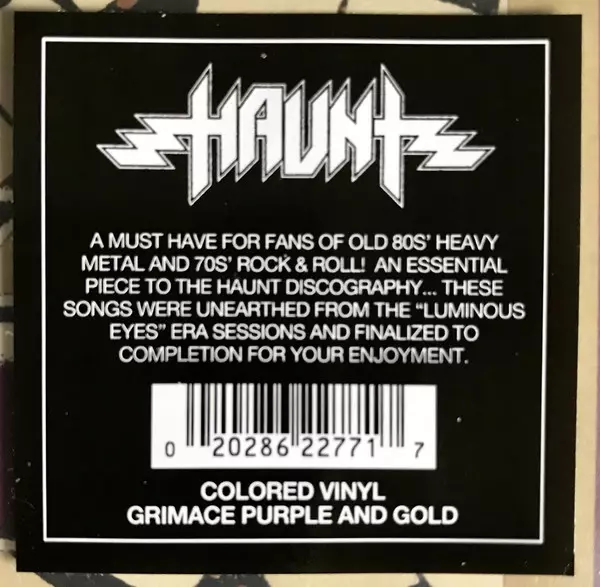 HAUNT
A MUST HAVE FOR FANS OF OLD 80S' HEAVY
METAL AND 70S' ROCK & ROLL! AN ESSENTIAL
PIECE TO THE HAUNT DISCOGRAPHY... THESE
SONGS WERE UNEARTHED FROM THE "LUMINOUS
EYES" ERA SESSIONS AND FINALIZED TO
COMPLETION FOR YOUR ENJOYMENT.
0 20286 22771 7
COLORED VINYL
GRIMACE PURPLE AND GOLD